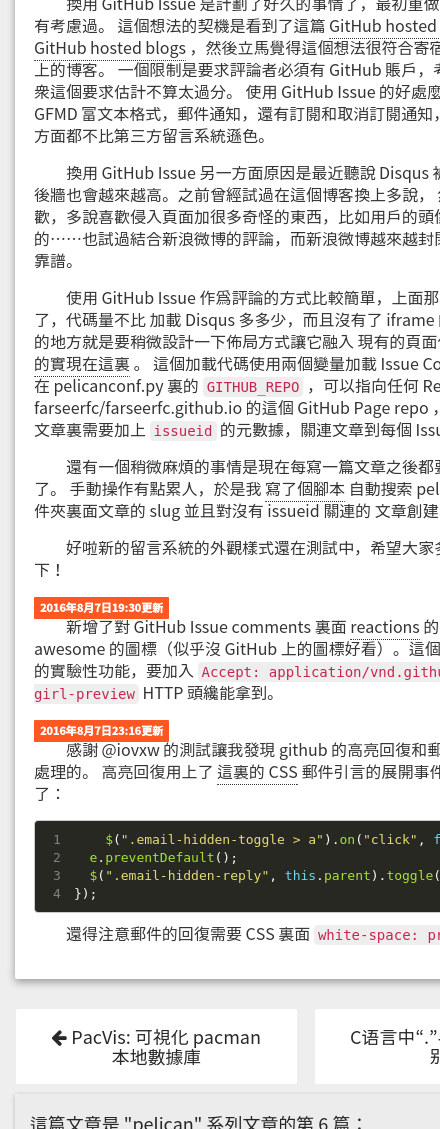 換用 GitHub Issue 是計劃了好久的事情了，最初重做
有考慮過。 這個想法的契機是看到了這篇 GitHub hosted
GitHub hosted blogs ，然後立馬覺得這個想法很符合寄宿
上的博客。 一個限制是要求評論者必須有 GitHub 賬戶，
衆這個要求估計不算太過分。 使用 GitHub Issue 的好處
GFMD 富文本格式，郵件通知，還有訂閱和取消訂閱通知，
方面都不比第三方留言系統遜色。
換用 GitHub Issue 另一方面原因是最近聽說 Disqus
後牆也會越來越高。之前曾經試過在這個博客換上多說，
歡，多說喜歡侵入頁面加很多奇怪的東西，比如用戶的頭
的……也試過結合新浪微博的評論，而新浪微博越來越封
靠譜。
使用 GitHub Issue 作爲評論的方式比較簡單，上面那
了，代碼量不比 加載 Disqus 多多少，而且沒有了 iframe
的地方就是要稍微設計一下佈局方式讓它融入 現有的頁面
的實現在這裏 。 這個加載代碼使用兩個變量加載 Issue Co
在 pelicanconf.py 裏的 GITHUB_REPO ，可以指向任何 Re
farseerfc/farseerfc.github.io 的這個 GitHub Page repo ，
文章裏需要加上 issueid 的元數據，關連文章到每個 Issu
還有一個稍微麻煩的事情是現在每寫一篇文章之後都
了。 手動操作有點累人，於是我 寫了個腳本 自動搜索 pel
件夾裏面文章的 slug 並且對沒有 issueid 關連的 文章創建
好啦新的留言系統的外觀樣式還在測試中，希望大家
下！
2016年8月7日19:30更新
新增了對 GitHub Issue comments 裏面 reactions 的
awesome 的圖標（似乎沒 GitHub 上的圖標好看）。這個
的實驗性功能，要加入 Accept: application/vnd.githu
girl-preview HTTP 頭纔能拿到。
2016年8月7日23:16更新
感謝 @iovxw 的測試讓我發現 github 的高亮回復和郵
處理的。 高亮回復用上了 這裏的 CSS 郵件引言的展開事件
了：
1 $(".email-hidden-toggle > a").on("click", f
2 e.preventDefault();
3 $(".email-hidden-reply", this.parent).toggle(
4 });
還得注意郵件的回復需要 CSS 裏面 white-space: pr
PacVis: 可視化 pacman
本地數據庫
C语言中“.”
這篇文章是 "pelican" 系列文章的第 6 篇：